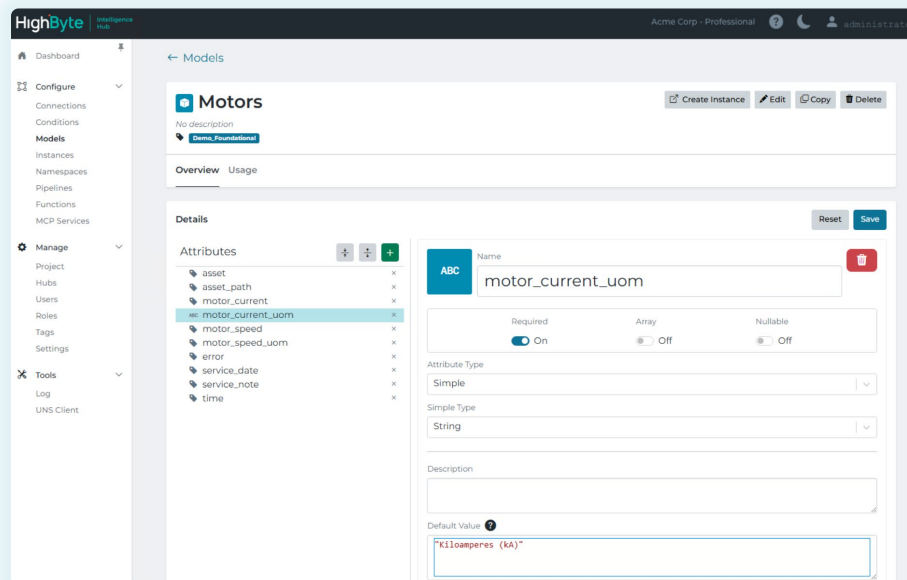 HighByte Intelligence Hub
Acme Corp - Professional ? administrato
Dashboard
Configure
Connections
Conditions
Models
Instances
Namespaces
Pipelines
Functions
MCP Services
Manage
Project
Hubs
Users
Roles
Tags
Settings
Tools
Log
UNS Client
← Models
Motors
Create Instance Edit Copy Delete
No description
Demo_Foundational
Overview Usage
Details
Reset Save
Attributes
+
asset ×
asset_path ×
motor_current ×
ABC motor_current_uom ×
motor_speed ×
motor_speed_uom ×
error ×
service_date ×
service_note ×
time ×
ABC
Name
motor_current_uom
Required Array Nullable
On Off Off
Attribute Type
Simple
Simple Type
String
Description
Default Value ?
"Kiloamperes (kA)"